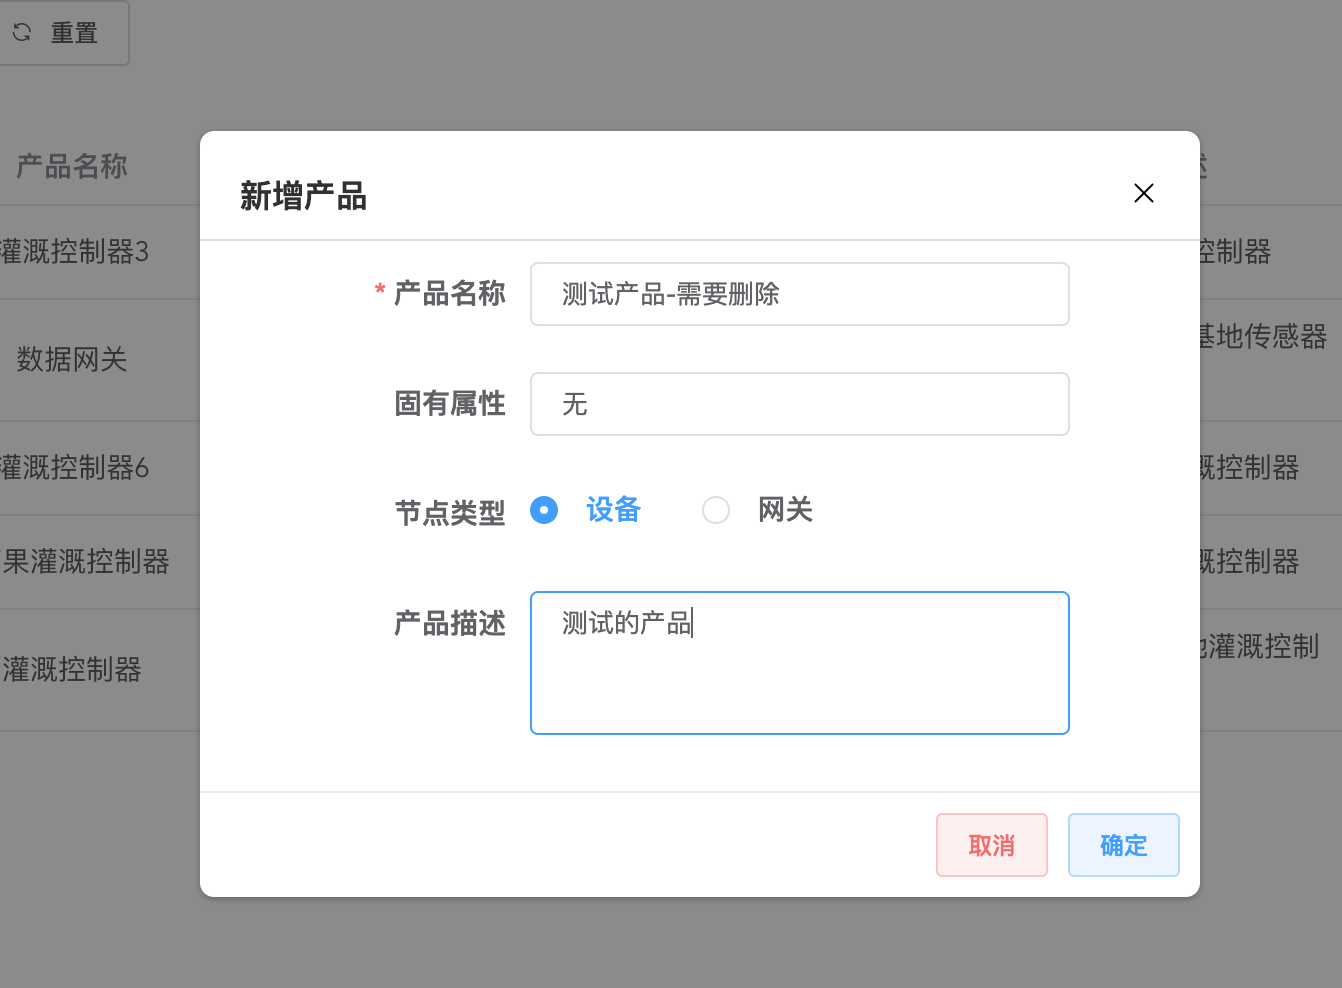 重置
产品名称
新增产品
灌溉控制器3
控制器
* 产品名称 测试产品-需要删除
基地传感器
数据网关
固有属性 无
灌溉控制器6
溉控制器
节点类型 设备 网关
果灌溉控制器
溉控制器
产品描述 测试的产品
灌溉控制
灌溉控制器
取消 确定